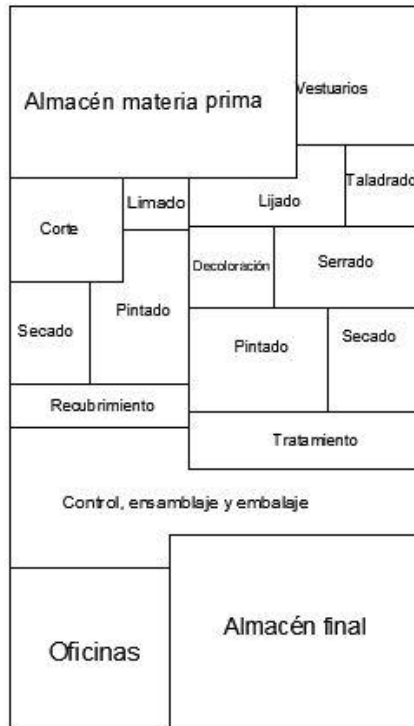 Almacén materia prima
Vestuarios
Corte
Limado
Lijado
Taladrado
Secado
Pintado
Decoloración
Serrado
Pintado
Secado
Recubrimiento
Tratamiento
Control, ensamblaje y embalaje
Oficinas
Almacén final